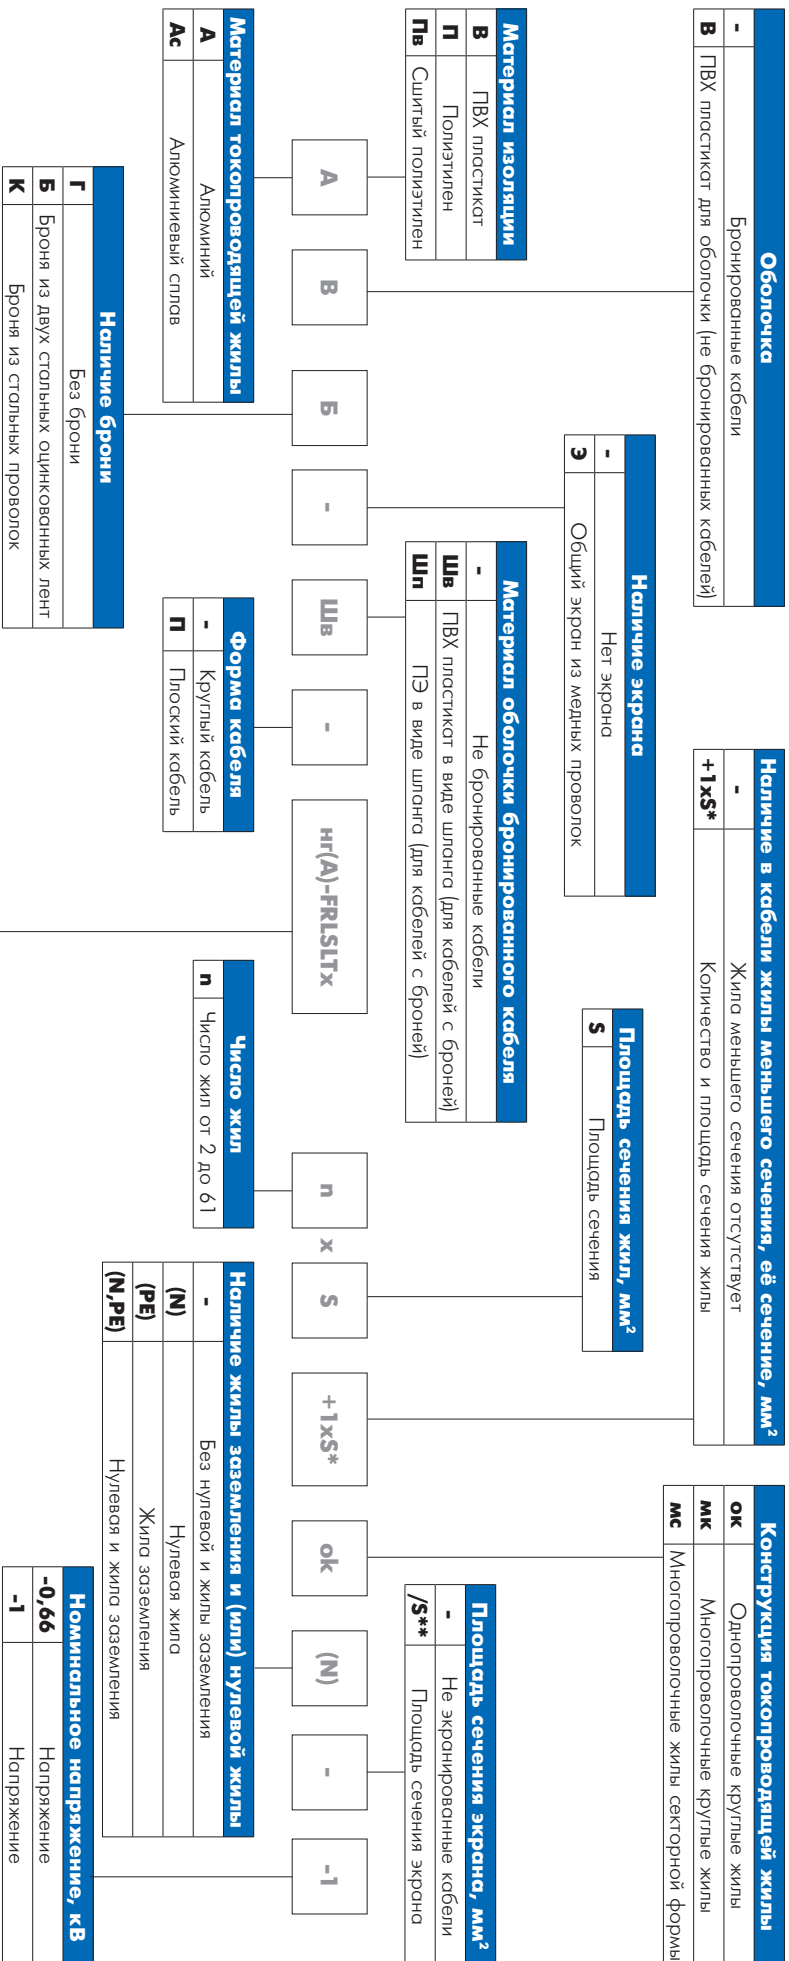 Оболочка
- Бронированные кабели
В ПВХ пластикат для оболочки (не бронированных кабелей)
Наличие в кабели жилы меньшего сечения, её сечение, мм²
- Жила меньшего сечения отсутствует
+1xS* Количество и площадь сечения жилы
Конструкция токопроводящей жилы
ок Однопроволочные круглые жилы
мк Многопроволочные круглые жилы
мс Многопроволочные жилы секторной формы
Наличие экрана
- Нет экрана
Э Общий экран из медных проволок
Площадь сечения жил, мм²
S Площадь сечения
Материал изоляции
В ПВХ пластикат
П Полиэтилен
Пв Сшитый полиэтилен
Материал оболочки бронированного кабеля
- Не бронированные кабели
Шв ПВХ пластикат в виде шланга (для кабелей с броней)
Шп ПЭ в виде шланга (для кабелей с броней)
Площадь сечения экрана, мм²
- Не экранированные кабели
/S** Площадь сечения экрана
А В Б - Шв - нг(А)-FRLSLTx n x S +1xS* ok (N) - -1
Материал токопроводящей жилы
А Алюминий
Ас Алюминиевый сплав
Форма кабеля
- Круглый кабель
П Плоский кабель
Число жил
n Число жил от 2 до 61
Наличие жилы заземления и (или) нулевой жилы
- Без нулевой и жилы заземления
(N) Нулевая жила
(PE) Жила заземления
(N,PE) Нулевая и жила заземления
Наличие брони
Г Без брони
Б Броня из двух стальных оцинкованных лент
К Броня из стальных проволок
Номинальное напряжение, кВ
-0,66 Напряжение
-1 Напряжение